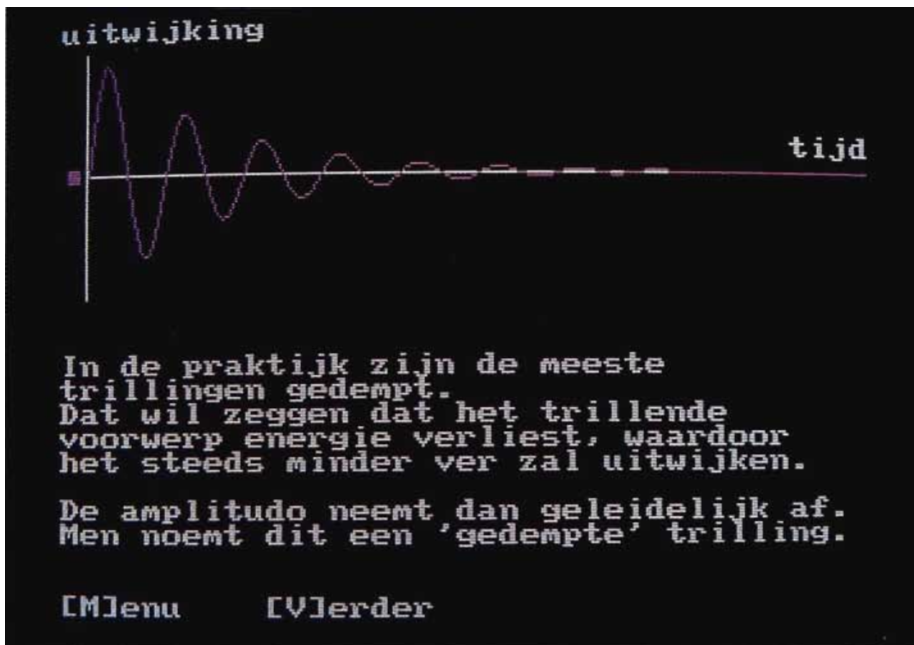 uitwijking
tijd
In de praktijk zijn de meeste
trillingen gedempt.
Dat wil zeggen dat het trillende
voorwerp energie verliest, waardoor
het steeds minder ver zal uitwijken.
De amplitudo neemt dan geleidelijk af.
Men noemt dit een 'gedempte' trilling.
[M]enu [V]erder